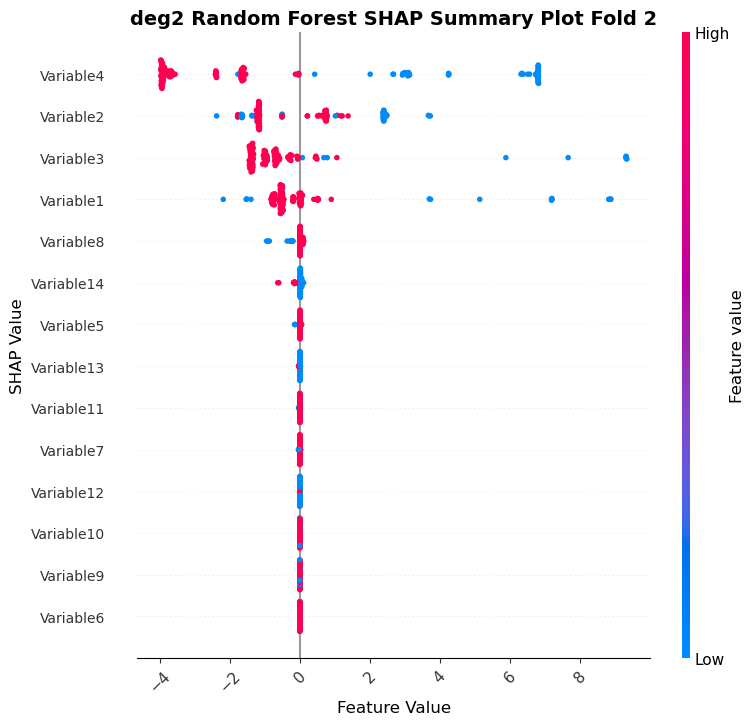 deg2 Random Forest SHAP Summary Plot Fold 2
High
Variable4
Variable2
Variable3
Variable1
Variable8
Variable14
Variable5
Variable13
Variable11
Variable7
Variable12
Variable10
Variable9
Variable6
SHAP Value
Feature value
Low
−4
−2
0
2
4
6
8
Feature Value